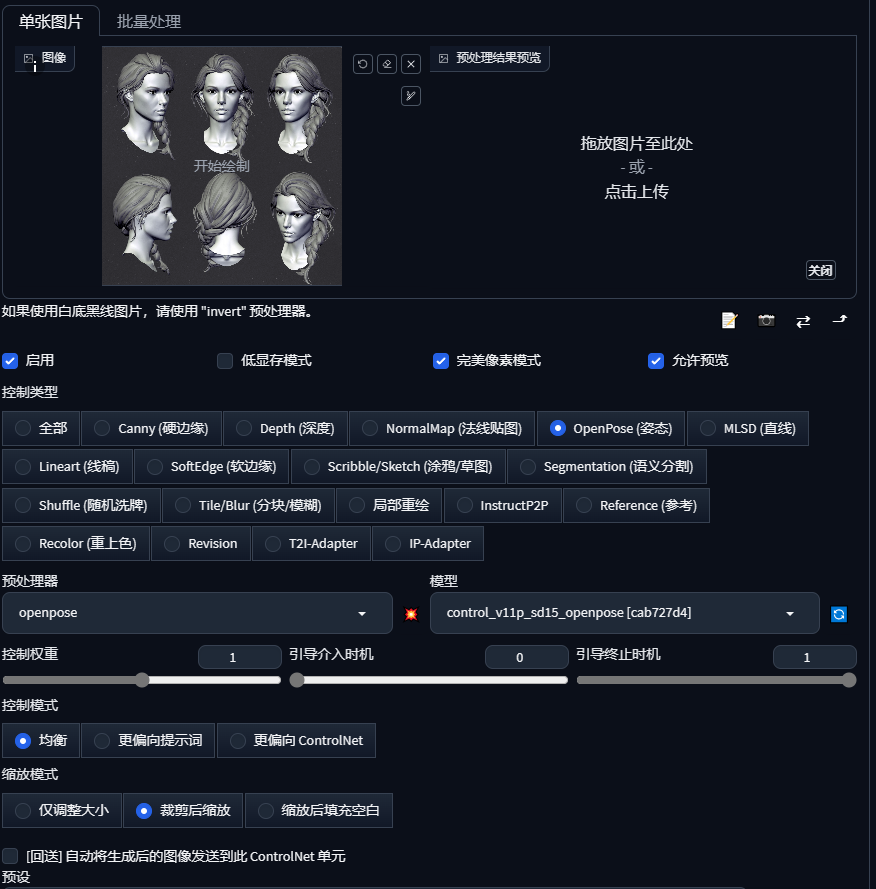 单张图片 批量处理
图像
预处理结果预览
开始绘制
拖放图片至此处
- 或 -
点击上传
关闭
如果使用白底黑线图片，请使用 "invert" 预处理器。
启用 低显存模式 完美像素模式 允许预览
控制类型
全部 Canny (硬边缘) Depth (深度) NormalMap (法线贴图) OpenPose (姿态) MLSD (直线)
Lineart (线稿) SoftEdge (软边缘) Scribble/Sketch (涂鸦/草图) Segmentation (语义分割)
Shuffle (随机洗牌) Tile/Blur (分块/模糊) 局部重绘 InstructP2P Reference (参考)
Recolor (重上色) Revision T2I-Adapter IP-Adapter
预处理器 模型
openpose control_v11p_sd15_openpose [cab727d4]
控制权重 1 引导介入时机 0 引导终止时机 1
控制模式
均衡 更偏向提示词 更偏向 ControlNet
缩放模式
仅调整大小 裁剪后缩放 缩放后填充空白
[回送] 自动将生成后的图像发送到此 ControlNet 单元
预设